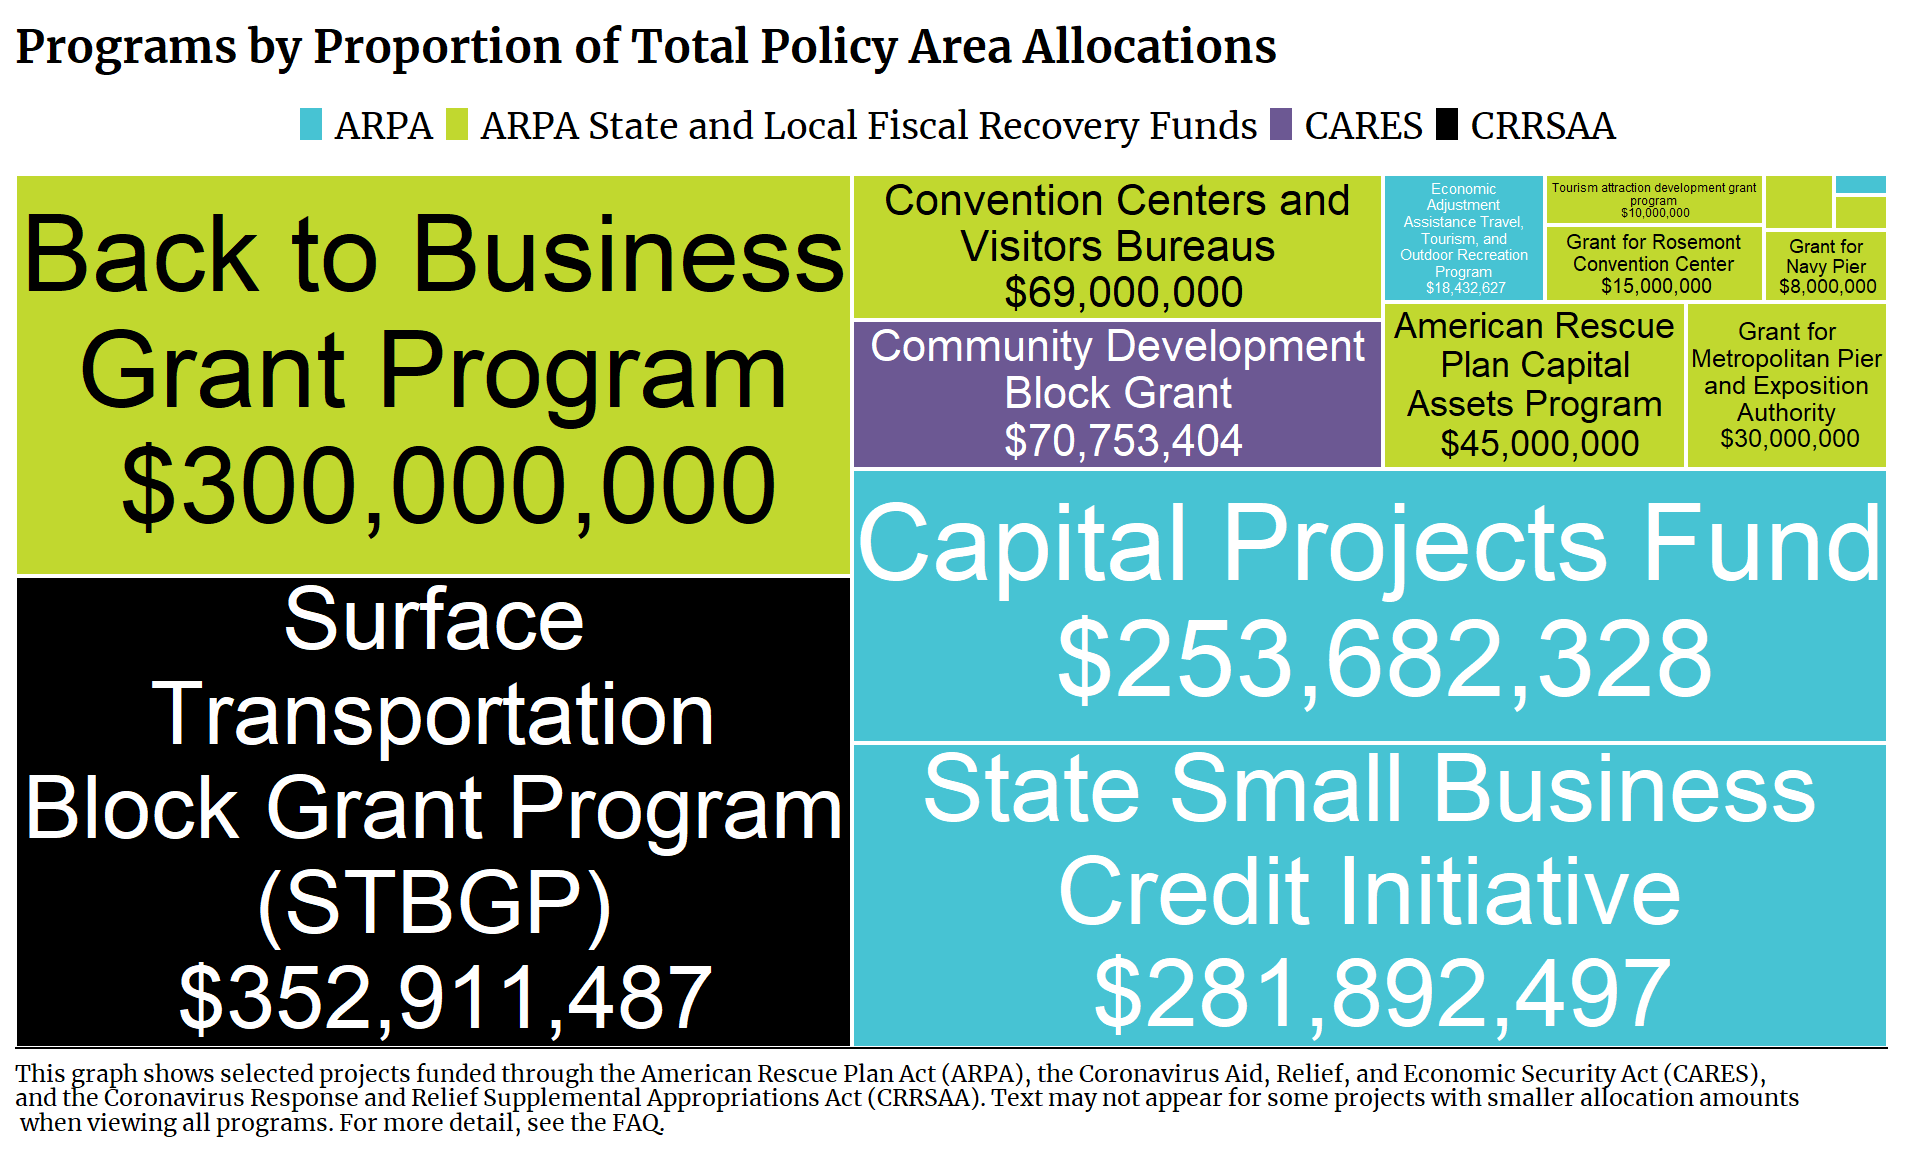 Programs by Proportion of Total Policy Area Allocations
ARPA ARPA State and Local Fiscal Recovery Funds CARES CRRSAA
Back to Business
Grant Program
$300,000,000
Surface
Transportation
Block Grant Program
(STBGP)
$352,911,487
Convention Centers and
Visitors Bureaus
$69,000,000
Community Development
Block Grant
$70,753,404
Economic
Adjustment
Assistance Travel,
Tourism, and
Outdoor Recreation
Program
$18,432,627
Tourism attraction development grant
program
$10,000,000
Grant for Rosemont
Convention Center
$15,000,000
Grant for
Navy Pier
$8,000,000
American Rescue
Plan Capital
Assets Program
$45,000,000
Grant for
Metropolitan Pier
and Exposition
Authority
$30,000,000
Capital Projects Fund
$253,682,328
State Small Business
Credit Initiative
$281,892,497
This graph shows selected projects funded through the American Rescue Plan Act (ARPA), the Coronavirus Aid, Relief, and Economic Security Act (CARES),
and the Coronavirus Response and Relief Supplemental Appropriations Act (CRRSAA). Text may not appear for some projects with smaller allocation amounts
when viewing all programs. For more detail, see the FAQ.